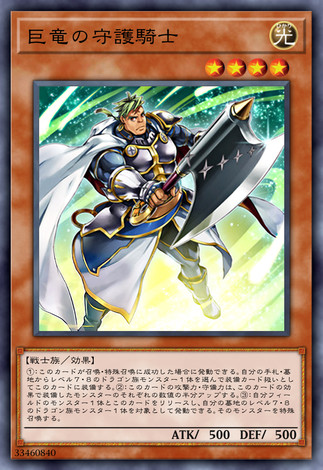 巨竜の守護騎士
光
【戦士族／効果】
①:このカードが召喚・特殊召喚に成功した場合に発動できる。自分の手札・墓
地からレベル7・8のドラゴン族モンスター1体を選んで装備カード扱いとし
てこのカードに装備する。②:このカードの攻撃力・守備力は、このカードの効
果で装備したモンスターのそれぞれの数値の半分アップする。③:自分フィー
ルドのモンスター1体とこのカードをリリースし、自分の墓地のレベル7・8
のドラゴン族モンスター1体を対象として発動できる。そのモンスターを特殊
召喚する。
ATK/ 500 DEF/ 500
33460840